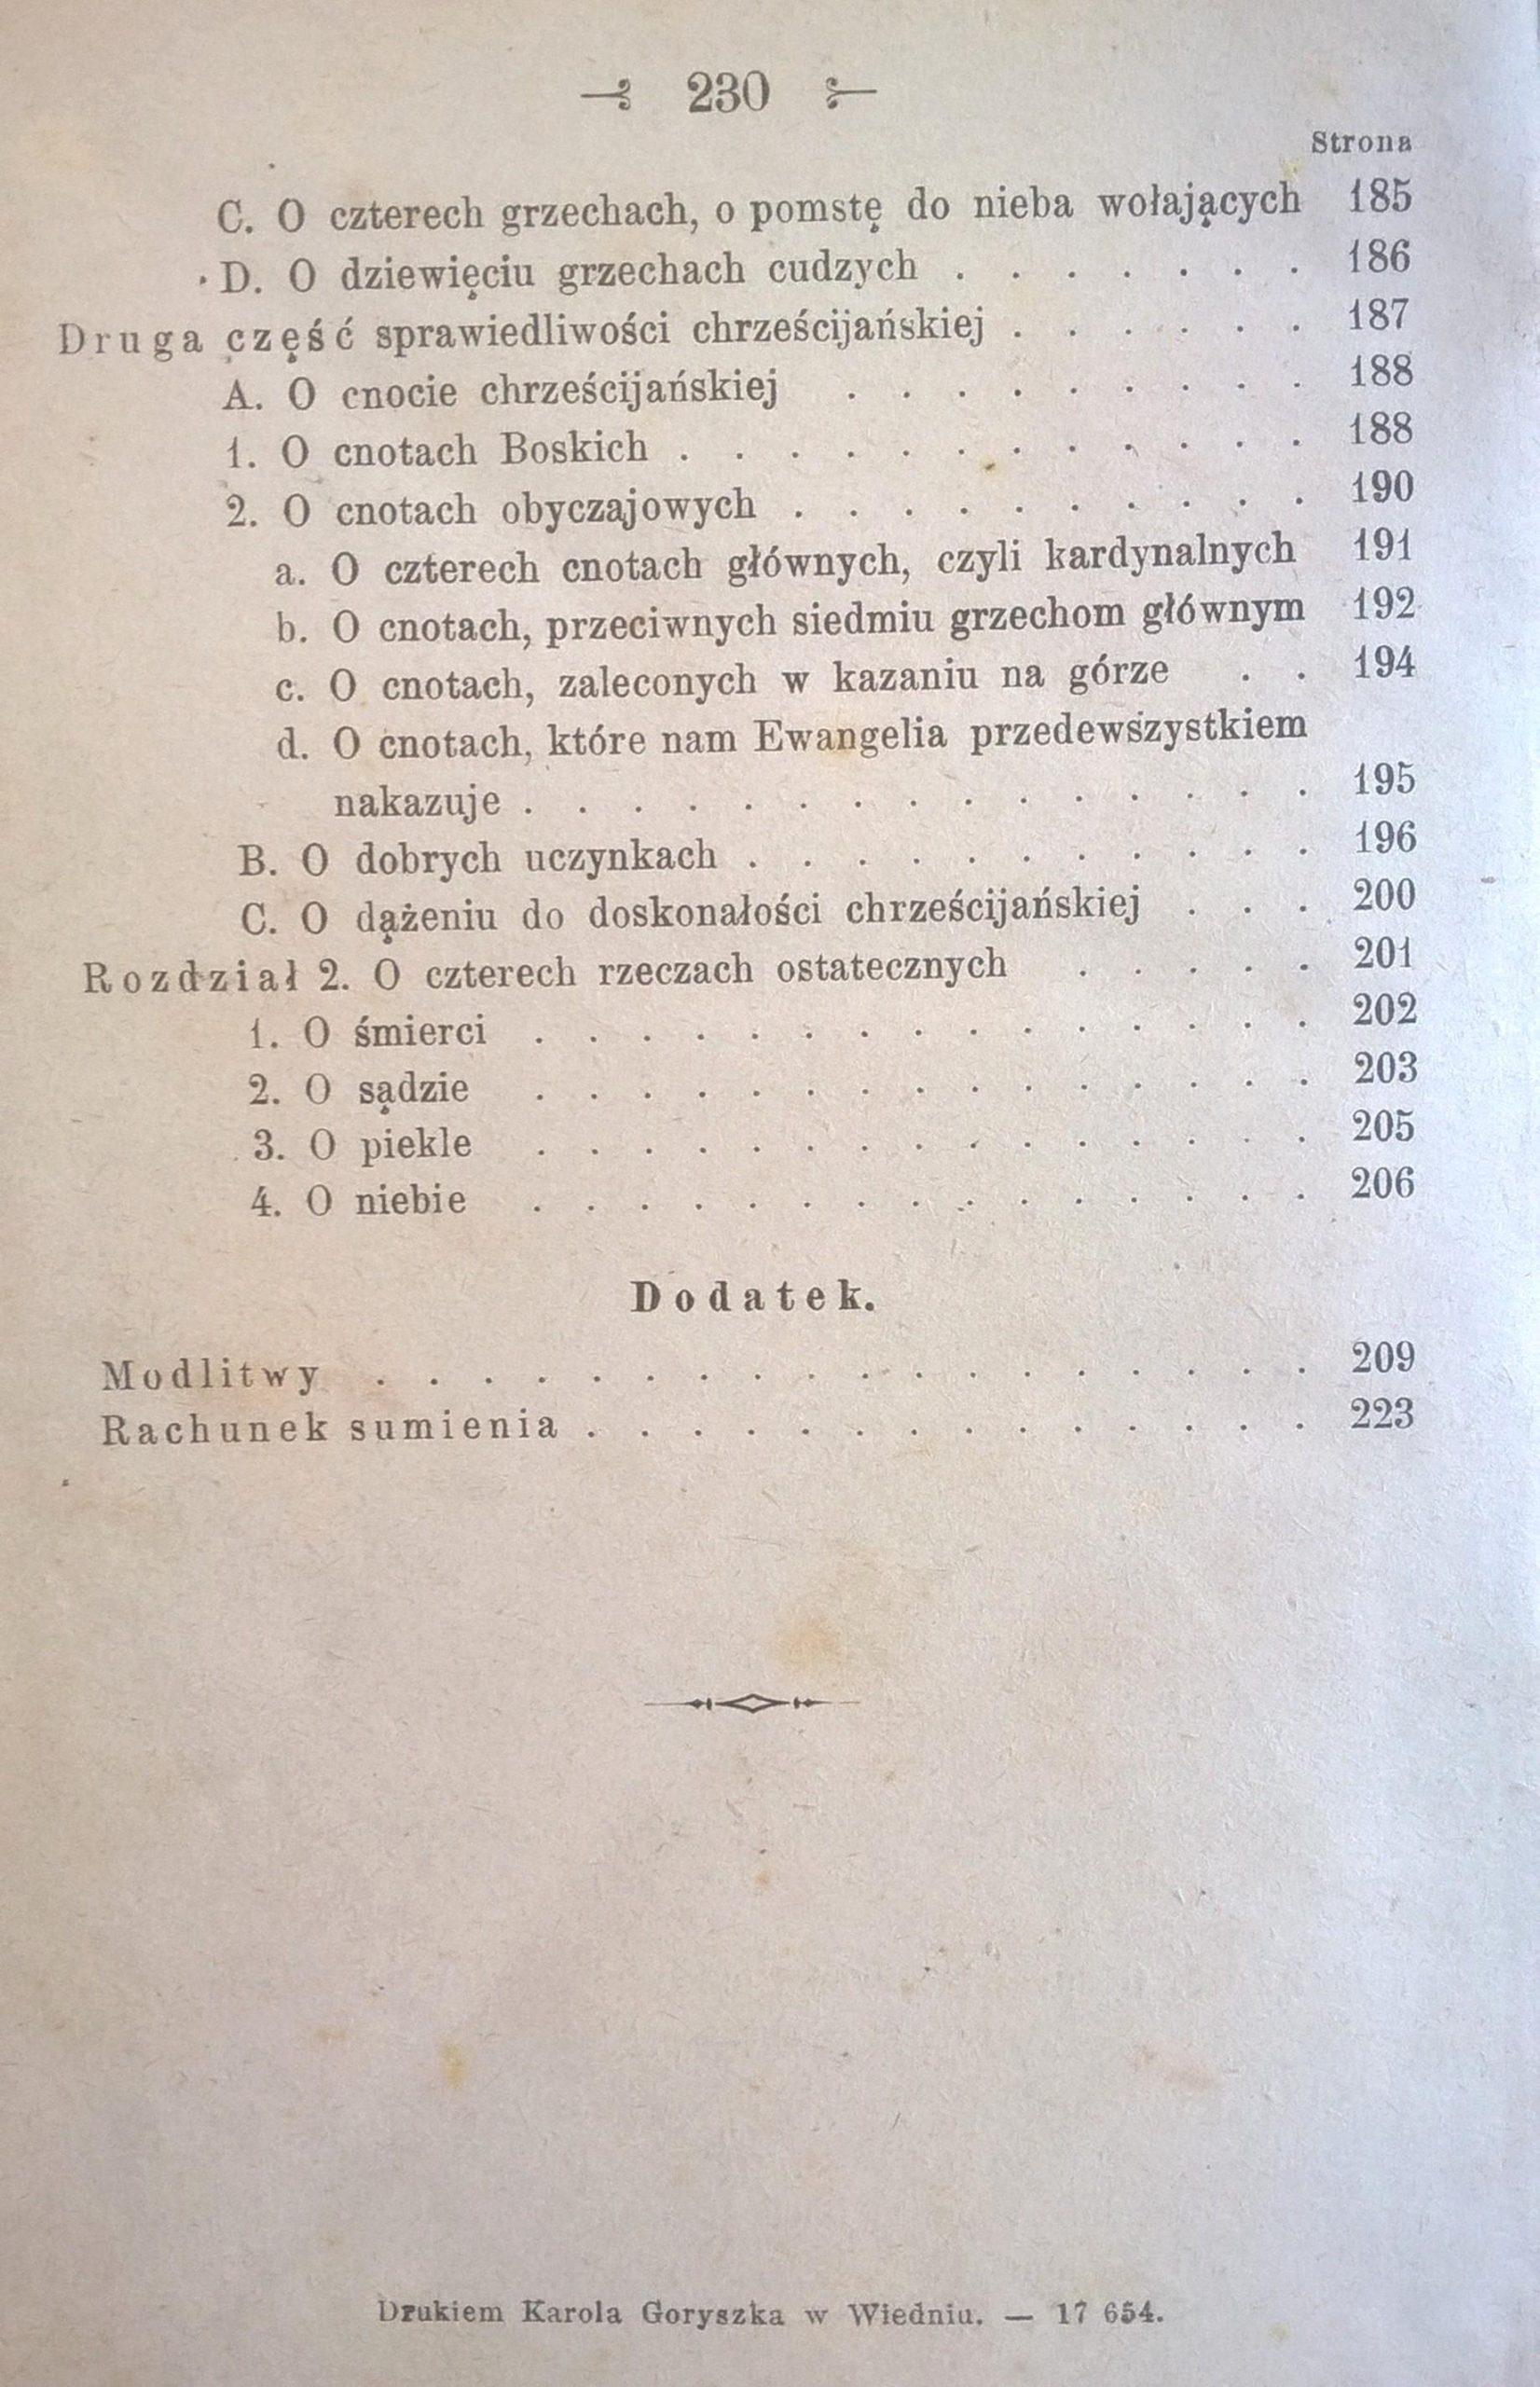 230
Strona
C. O czterech grzechach, o pomstę do nieba wołających 185
D. O dziewięciu grzechach cudzych . . . . . . . 186
Druga część sprawiedliwości chrześcijańskiej . . . . . . 187
A. O cnocie chrześcijańskiej . . . . . . . . . 188
1. O cnotach Boskich . . . . . . . . . . . . 188
2. O cnotach obyczajowych . . . . . . . . . . 190
a. O czterech cnotach głównych, czyli kardynalnych 191
b. O cnotach, przeciwnych siedmiu grzechom głównym 192
c. O cnotach, zaleconych w kazaniu na górze . . 194
d. O cnotach, które nam Ewangelia przedewszystkiem
nakazuje . . . . . . . . . . . . . . . 195
B. O dobrych uczynkach . . . . . . . . . . . 196
C. O dążeniu do doskonałości chrześcijańskiej . . . 200
Rozdział 2. O czterech rzeczach ostatecznych . . . . . 201
1. O śmierci . . . . . . . . . . . . . . . 202
2. O sądzie . . . . . . . . . . . . . . . 203
3. O piekle . . . . . . . . . . . . . . . 205
4. O niebie . . . . . . . . . . . . . . . 206
Dodatek.
Modlitwy . . . . . . . . . . . . . . . . . . 209
Rachunek sumienia . . . . . . . . . . . . . . 223
Drukiem Karola Goryszka w Wiedniu. — 17 654.